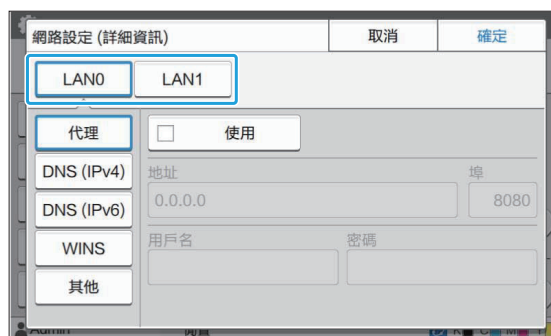 網路設定 (詳細資訊) 取消 確定
LAN0 LAN1
代理 使用
DNS (IPv4) 地址 埠
DNS (IPv6) 0.0.0.0 8080
WINS 用戶名 密碼
其他
Admin